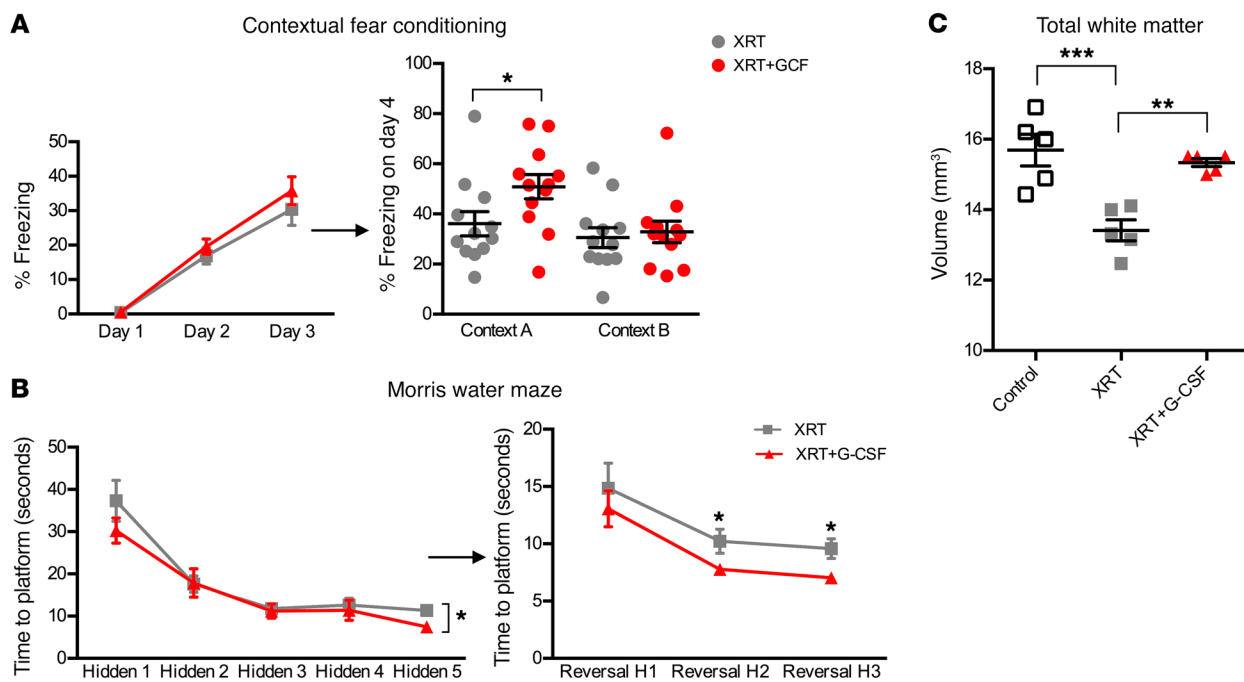 A
Contextual fear conditioning
XRT
XRT+GCF
% Freezing
50
40
30
20
10
0
Day 1 Day 2 Day 3
% Freezing on day 4
100
80
60
40
20
0
*
Context A Context B
B
Morris water maze
Time to platform (seconds)
50
40
30
20
10
0
*
Hidden 1 Hidden 2 Hidden 3 Hidden 4 Hidden 5
Time to platform (seconds)
20
15
10
5
0
XRT
XRT+G-CSF
* *
Reversal H1 Reversal H2 Reversal H3
C
Total white matter
Volume (mm³)
18
16
14
12
10
***
**
Control
XRT
XRT+G-CSF